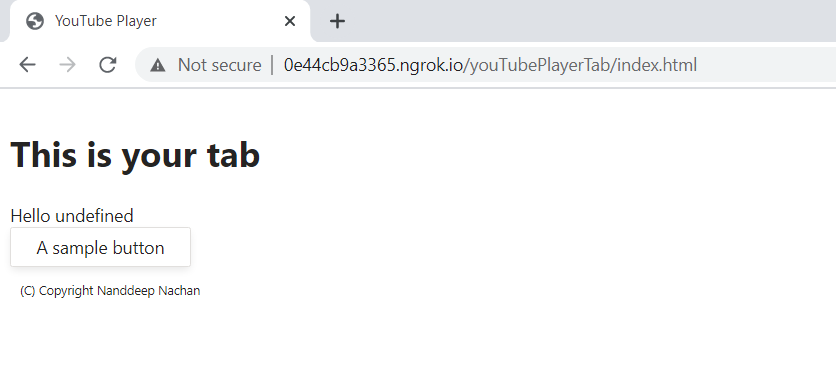 YouTube Player
Not secure | 0e44cb9a3365.ngrok.io/youTubePlayerTab/index.html
This is your tab
Hello undefined
A sample button
(C) Copyright Nanddeep Nachan